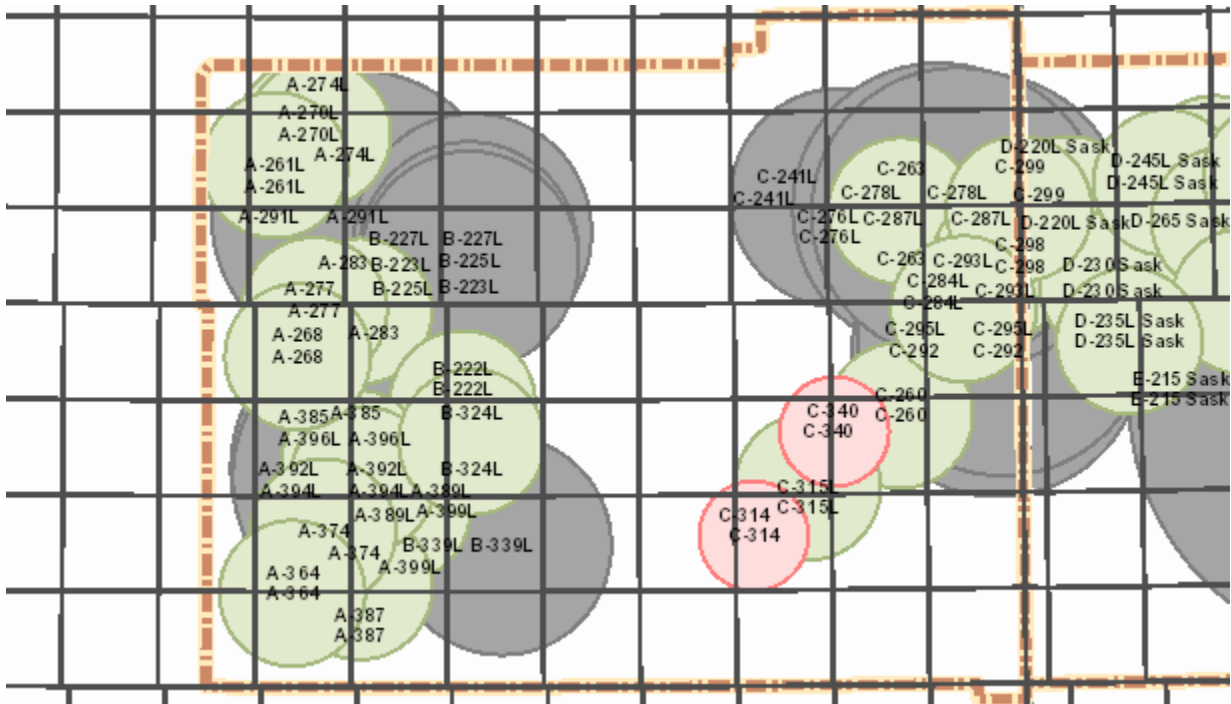 A-274L
A-270L
A-270L
A-274L
A-261L
A-261L
A-291L A-291L
B-227L B-227L
A-283 B-223L B-225L
A-277 B-225L B-223L
A-277
A-268 A-283
A-268
B-222L
B-222L
A-385 A-385 B-324L
A-396L A-396L
A-392L A-392L B-324L
A-394L A-394L A-389L
A-389L A-399L
A-374
A-374 B-339L B-339L
A-399L
A-364
A-364
A-387
A-387
C-263
C-241L
C-241L
C-278L C-278L
C-276L C-287L C-287L
C-276L
C-263 C-293L
C-284L C-293L
C-284L
C-295L C-295L
C-292 C-292
C-260
C-340 C-260
C-340
C-315L
C-315L
C-314
C-314
D-220L Sask
C-299
C-299
D-220L Sask
C-298
C-298
D-245L Sask
D-245L Sask
D-265 Sask
D-230 Sask
D-230 Sask
D-235L Sask
D-235L Sask
E-215 Sask
E-215 Sask